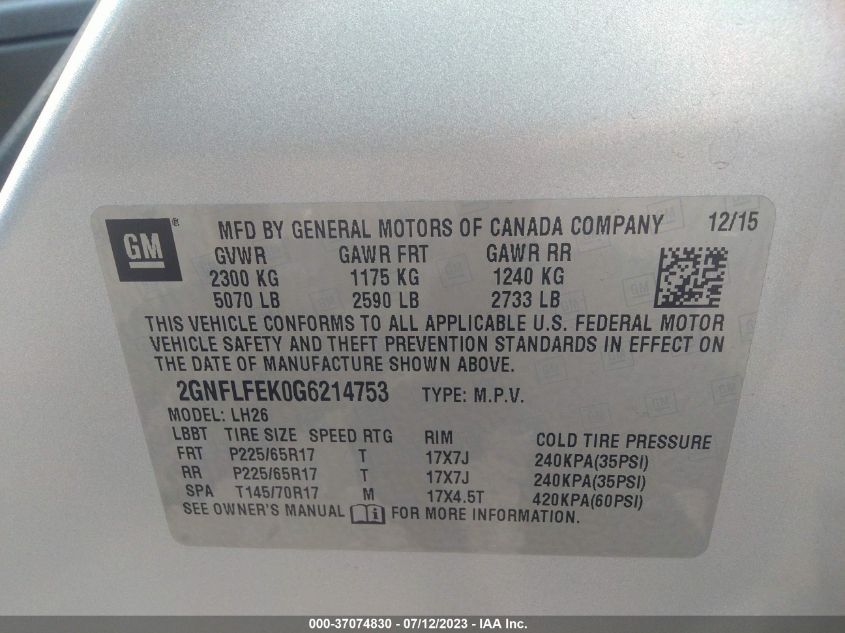 GM ® MFD BY GENERAL MOTORS OF CANADA COMPANY 12/15
GVWR GAWR FRT GAWR RR
2300 KG 1175 KG 1240 KG
5070 LB 2590 LB 2733 LB
THIS VEHICLE CONFORMS TO ALL APPLICABLE U.S. FEDERAL MOTOR
VEHICLE SAFETY AND THEFT PREVENTION STANDARDS IN EFFECT ON
THE DATE OF MANUFACTURE SHOWN ABOVE.
2GNFLFEK0G6214753 TYPE: M.P.V.
MODEL: LH26
LBBT TIRE SIZE SPEED RTG RIM COLD TIRE PRESSURE
FRT P225/65R17 T 17X7J 240KPA(35PSI)
RR P225/65R17 T 17X7J 240KPA(35PSI)
SPA T145/70R17 M 17X4.5T 420KPA(60PSI)
SEE OWNER'S MANUAL FOR MORE INFORMATION.
000-37074830 - 07/12/2023 - IAA Inc.